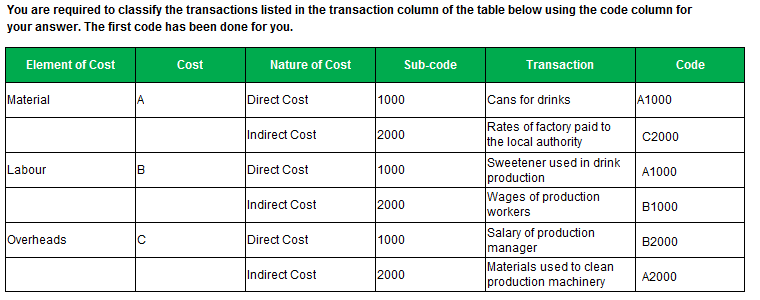 You are required to classify the transactions listed in the transaction column of the table below using the code column for
your answer. The first code has been done for you.
Element of Cost Cost Nature of Cost Sub-code Transaction Code
Material A Direct Cost 1000 Cans for drinks A1000
Indirect Cost 2000 Rates of factory paid to
the local authority C2000
Labour B Direct Cost 1000 Sweetener used in drink
production A1000
Indirect Cost 2000 Wages of production
workers B1000
Overheads C Direct Cost 1000 Salary of production
manager B2000
Indirect Cost 2000 Materials used to clean
production machinery A2000